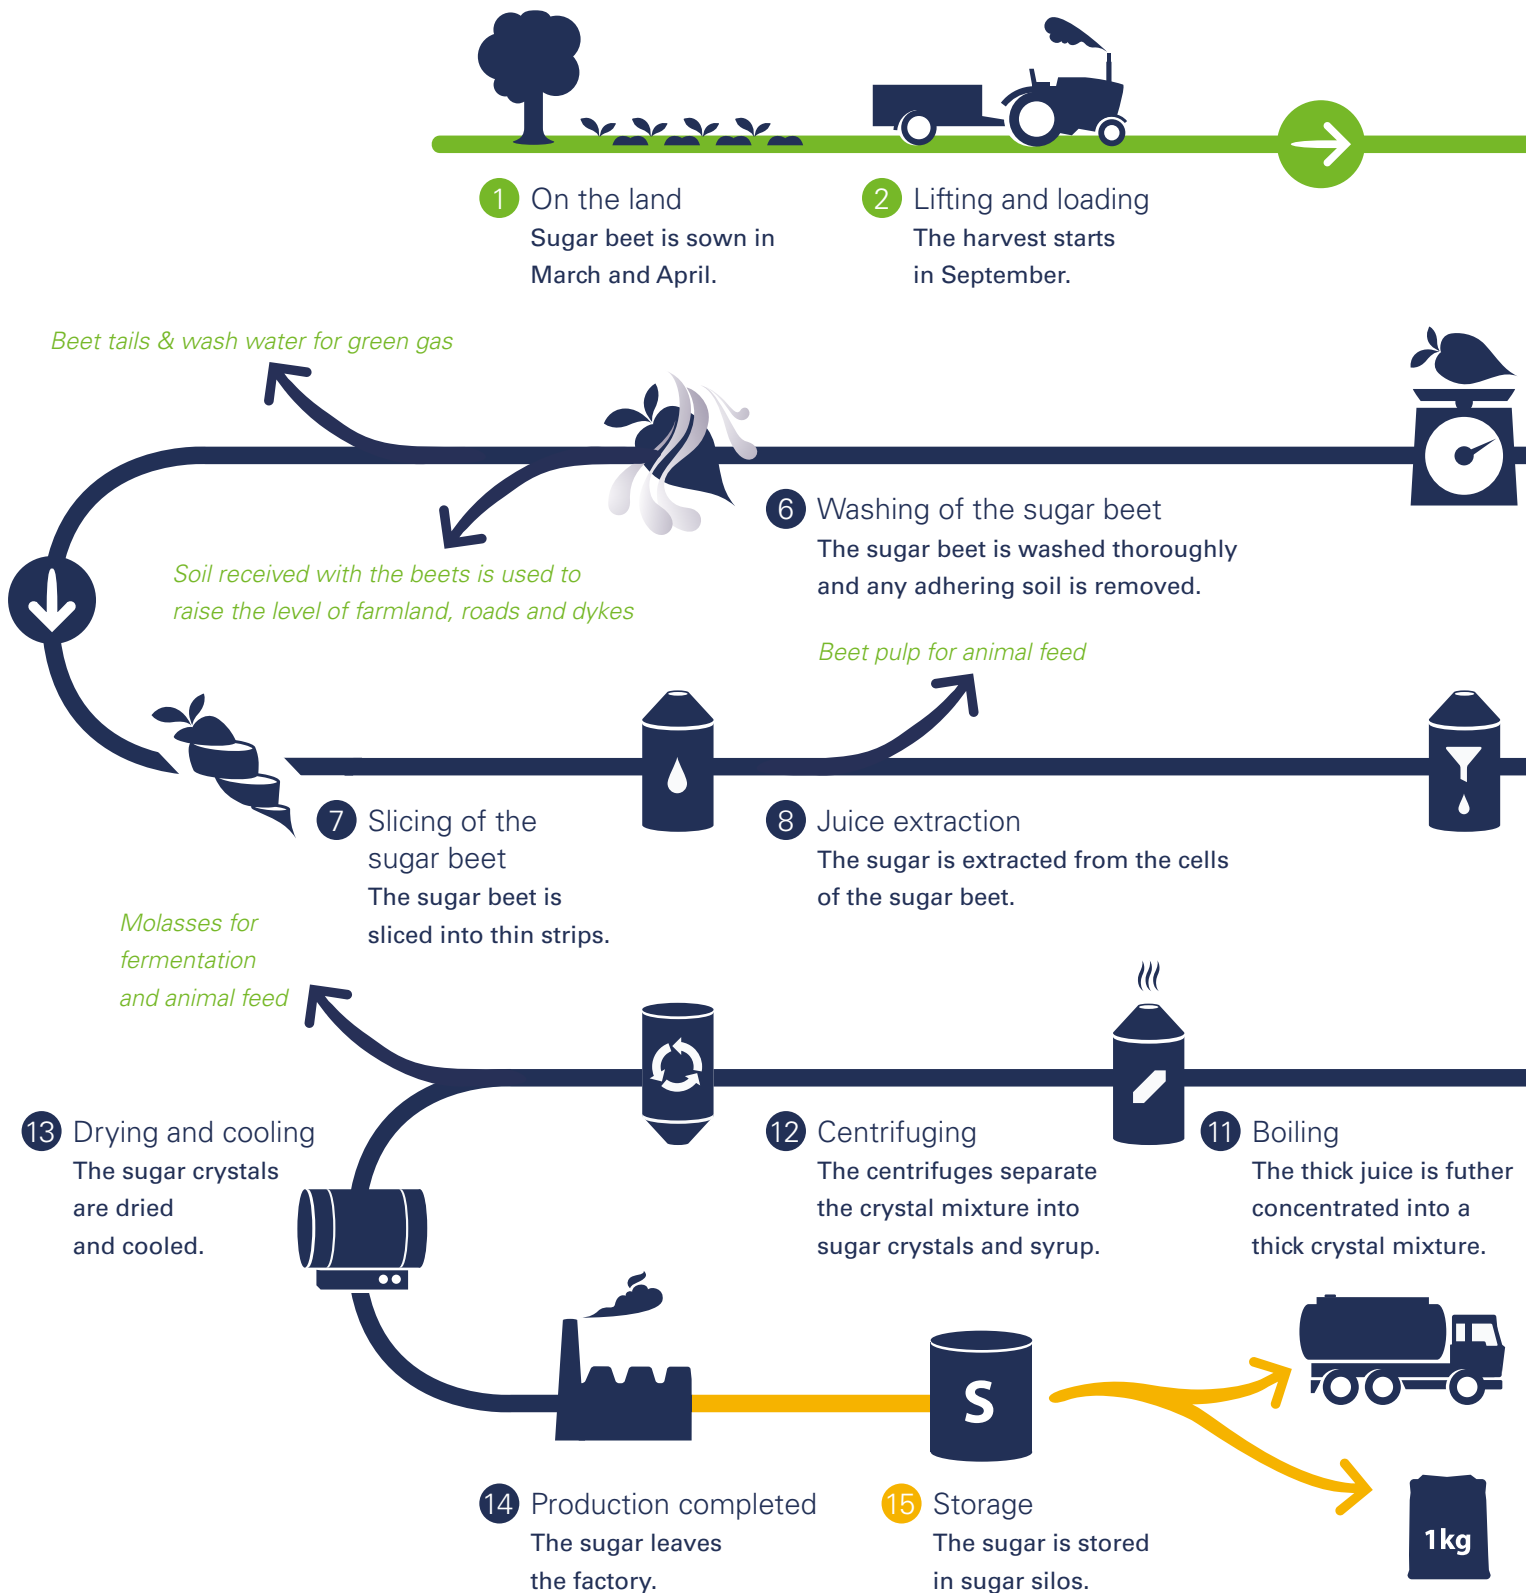 1 On the land
Sugar beet is sown in
March and April.
2 Lifting and loading
The harvest starts
in September.
Beet tails & wash water for green gas
6 Washing of the sugar beet
The sugar beet is washed thoroughly
and any adhering soil is removed.
Soil received with the beets is used to
raise the level of farmland, roads and dykes
Beet pulp for animal feed
7 Slicing of the
sugar beet
The sugar beet is
sliced into thin strips.
8 Juice extraction
The sugar is extracted from the cells
of the sugar beet.
Molasses for
fermentation
and animal feed
13 Drying and cooling
The sugar crystals
are dried
and cooled.
12 Centrifuging
The centrifuges separate
the crystal mixture into
sugar crystals and syrup.
11 Boiling
The thick juice is futher
concentrated into a
thick crystal mixture.
S
14 Production completed
The sugar leaves
the factory.
15 Storage
The sugar is stored
in sugar silos.
1kg